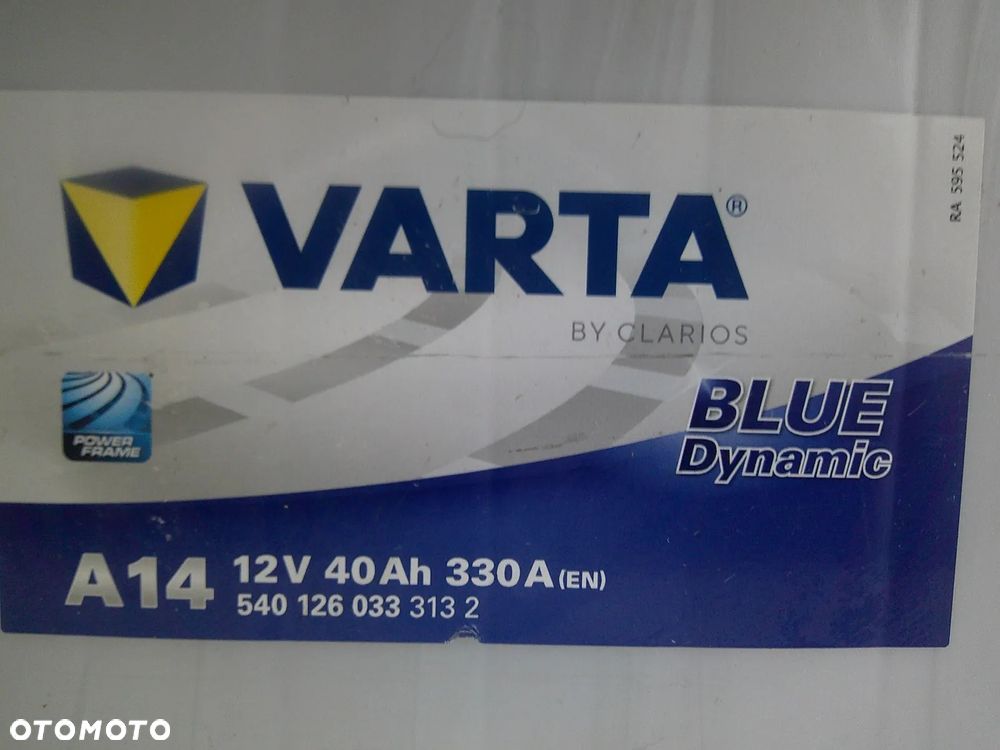 RA 595 524
VARTA®
BY CLARIOS
POWER
FRAME
BLUE
Dynamic
A14
12V 40Ah 330A (EN)
540 126 033 313 2
OTOMOTO